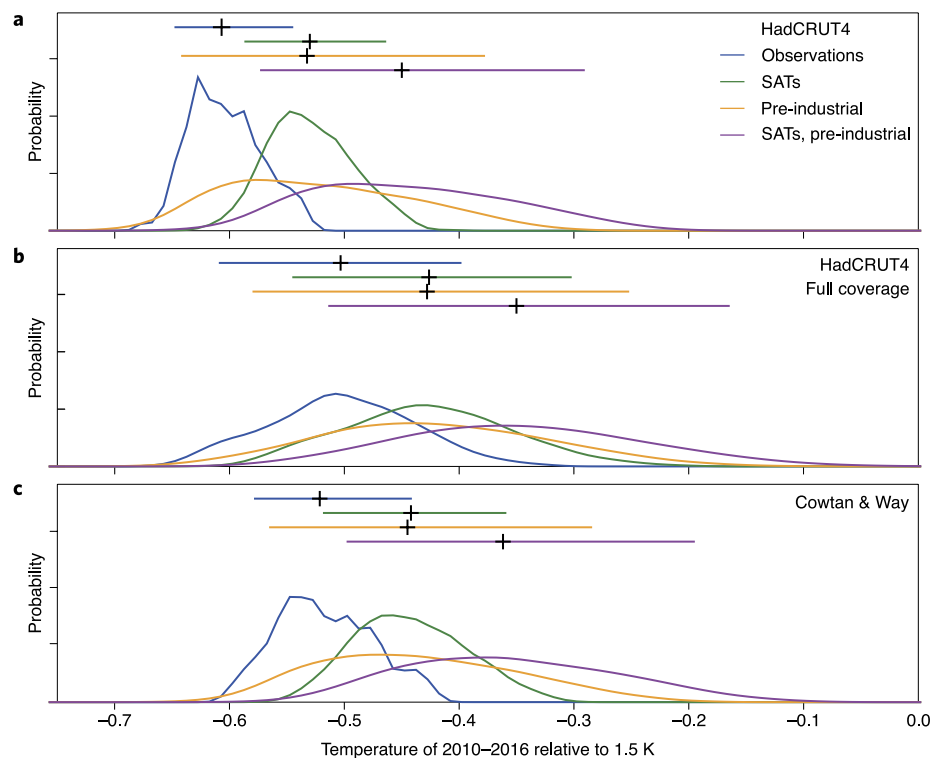 a
HadCRUT4
Observations
SATs
Pre-industrial
SATs, pre-industrial
Probability
b
HadCRUT4
Full coverage
Probability
c
Cowtan & Way
Probability
−0.7 −0.6 −0.5 −0.4 −0.3 −0.2 −0.1 0.0
Temperature of 2010–2016 relative to 1.5 K